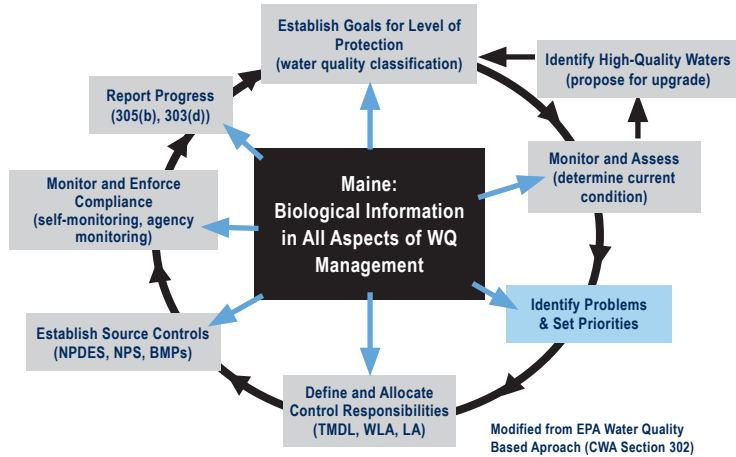 Establish Goals for Level of
Protection
(water quality classification)
Identify High-Quality Waters
(propose for upgrade)
Report Progress
(305(b), 303(d))
Monitor and Assess
(determine current
condition)
Maine:
Biological Information
in All Aspects of WQ
Management
Monitor and Enforce
Compliance
(self-monitoring, agency
monitoring)
Identify Problems
& Set Priorities
Establish Source Controls
(NPDES, NPS, BMPs)
Define and Allocate
Control Responsibilities
(TMDL, WLA, LA)
Modified from EPA Water Quality
Based Aproach (CWA Section 302)